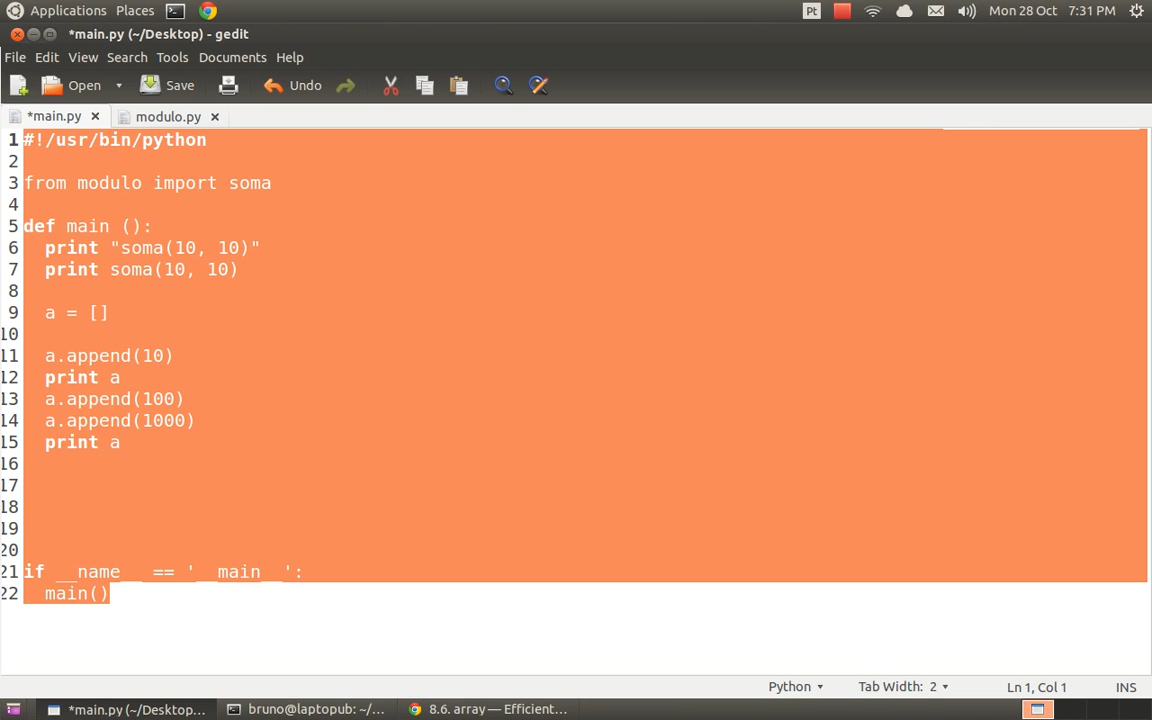 Applications Places Pt Mon 28 Oct 7:31 PM
*main.py (~/Desktop) - gedit
File Edit View Search Tools Documents Help
Open Save Undo
*main.py modulo.py
1 #!/usr/bin/python
2
3 from modulo import soma
4
5 def main ():
6   print "soma(10, 10)"
7   print soma(10, 10)
8
9   a = []
10
11   a.append(10)
12   print a
13   a.append(100)
14   a.append(1000)
15   print a
16
17
18
19
20
21 if __name__ == '__main__':
22   main()
Python Tab Width: 2 Ln 1, Col 1 INS
*main.py (~/Desktop... bruno@laptopub: ~/... 8.6. array — Efficient...